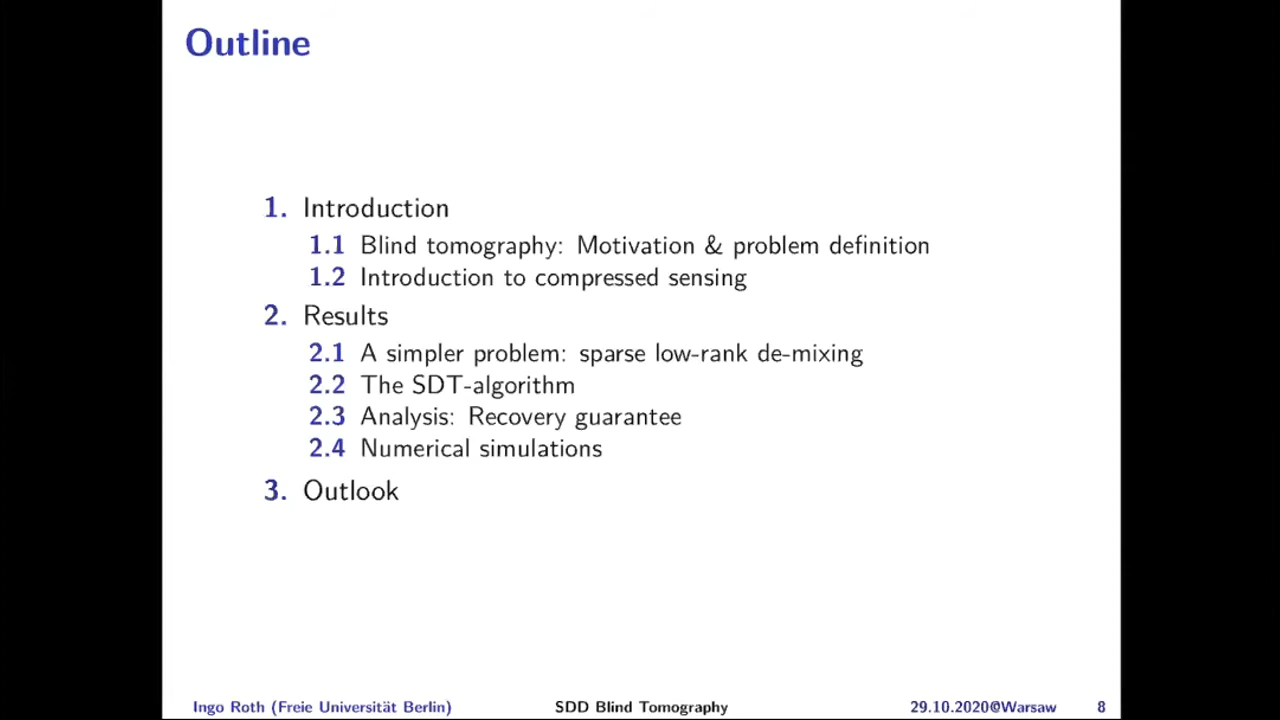 Outline
1. Introduction
1.1 Blind tomography: Motivation & problem definition
1.2 Introduction to compressed sensing
2. Results
2.1 A simpler problem: sparse low-rank de-mixing
2.2 The SDT-algorithm
2.3 Analysis: Recovery guarantee
2.4 Numerical simulations
3. Outlook
Ingo Roth (Freie Universität Berlin) SDD Blind Tomography 29.10.2020@Warsaw 8